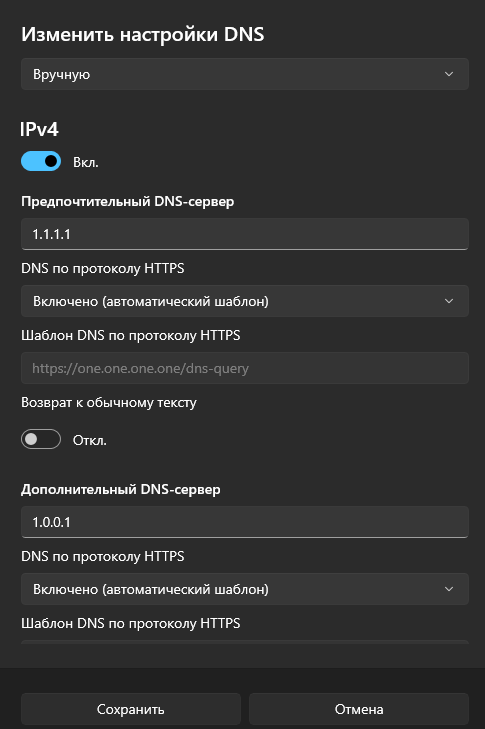 Изменить настройки DNS
Вручную
IPv4
Вкл.
Предпочтительный DNS-сервер
1.1.1.1
DNS по протоколу HTTPS
Включено (автоматический шаблон)
Шаблон DNS по протоколу HTTPS
https://one.one.one.one/dns-query
Возврат к обычному тексту
Откл.
Дополнительный DNS-сервер
1.0.0.1
DNS по протоколу HTTPS
Включено (автоматический шаблон)
Шаблон DNS по протоколу HTTPS
Сохранить
Отмена